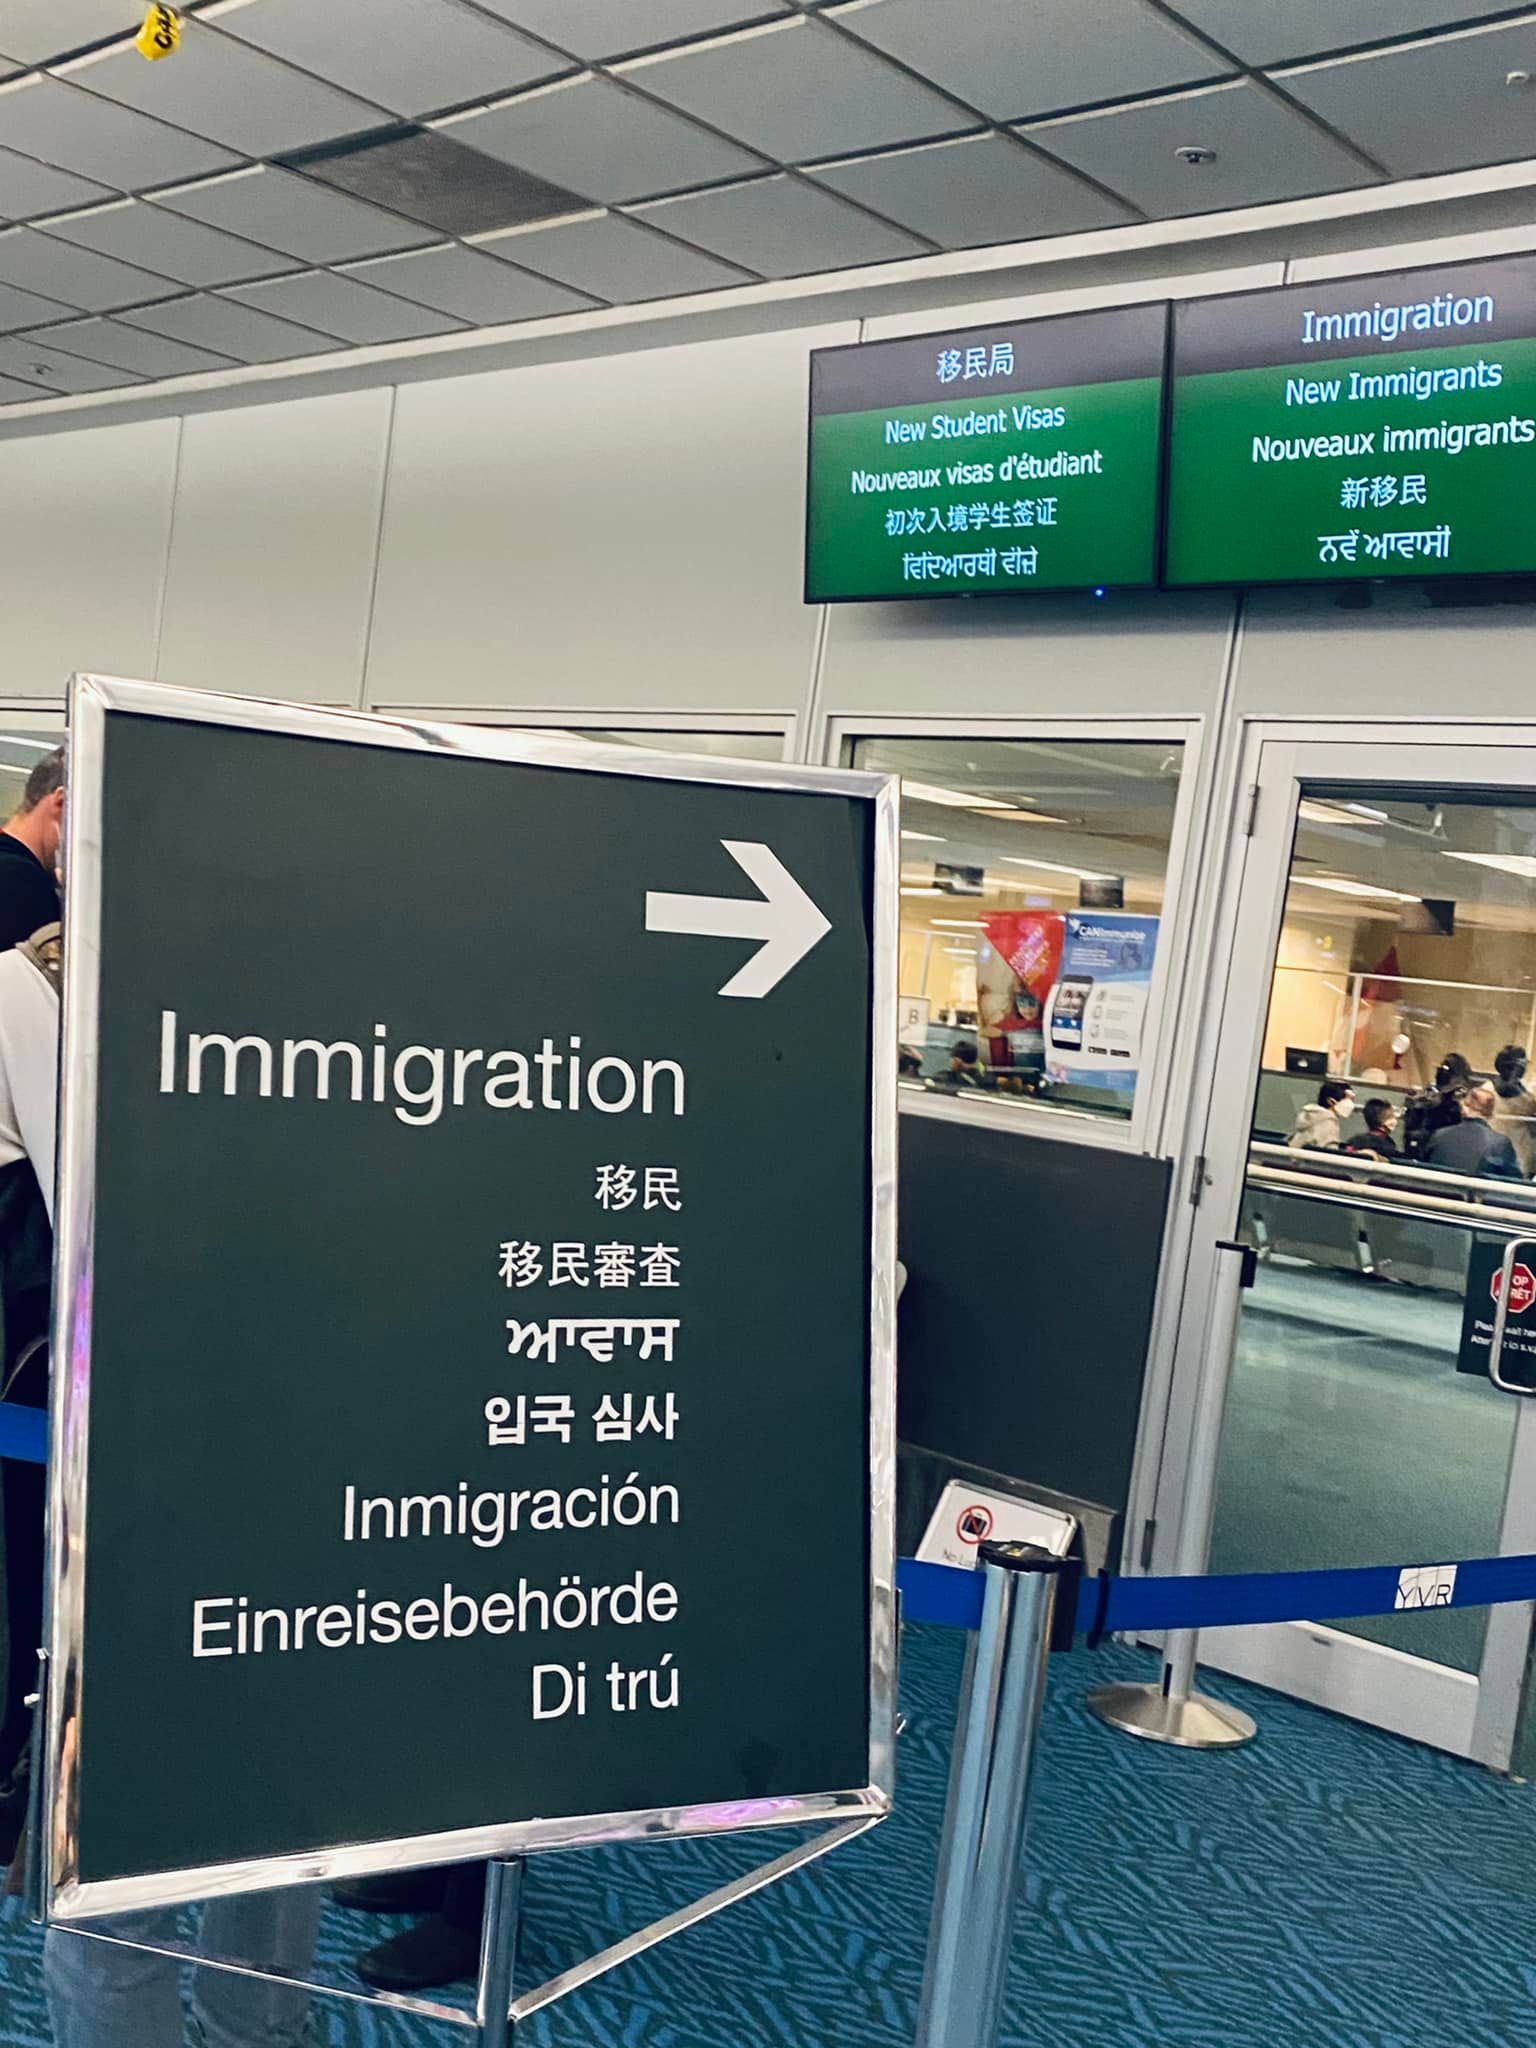 移民局
New Student Visas
Nouveaux visas d'étudiant
初次入境学生签证
ਵਿਦਿਆਰਥੀ ਵੀਜ਼ੇ
Immigration
New Immigrants
Nouveaux immigrants
新移民
ਨਵੇਂ ਆਵਾਸੀ
Immigration
移民
移民審査
ਆਵਾਸ
입국 심사
Inmigración
Einreisebehörde
Di trú
CANImmunize
B
No
YVR